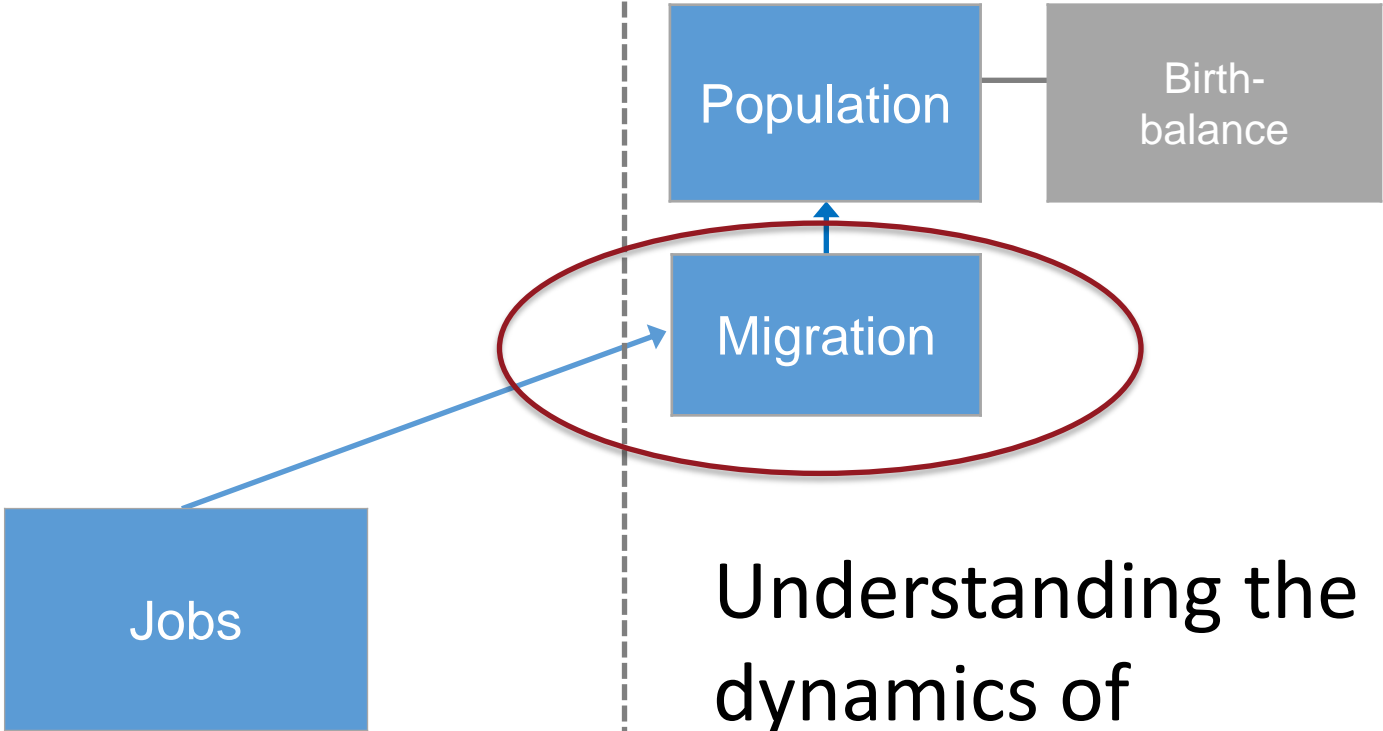 Population
Birth-
balance
Migration
Jobs
Understanding the
dynamics of